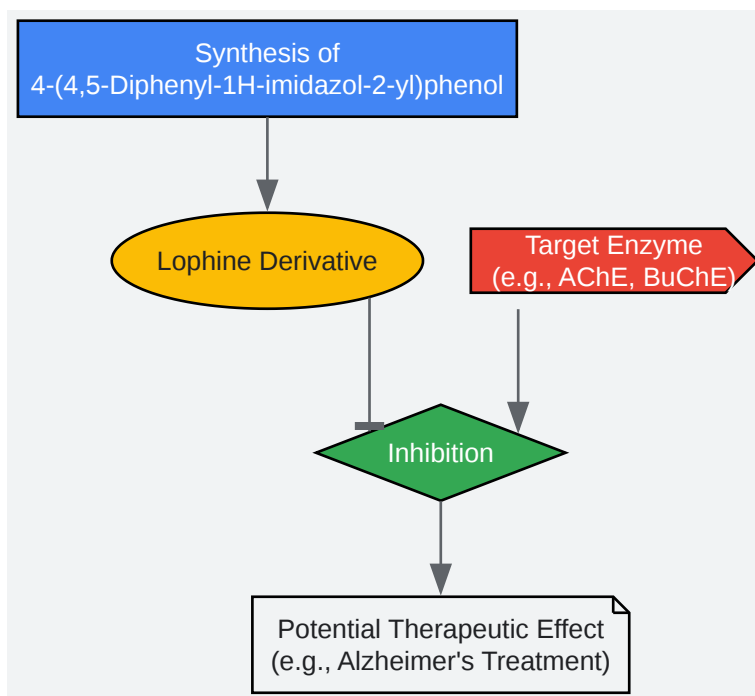 Synthesis of
4-(4,5-Diphenyl-1H-imidazol-2-yl)phenol
Lophine Derivative
Target Enzyme
(e.g., AChE, BuChE)
Inhibition
Potential Therapeutic Effect
(e.g., Alzheimer's Treatment)